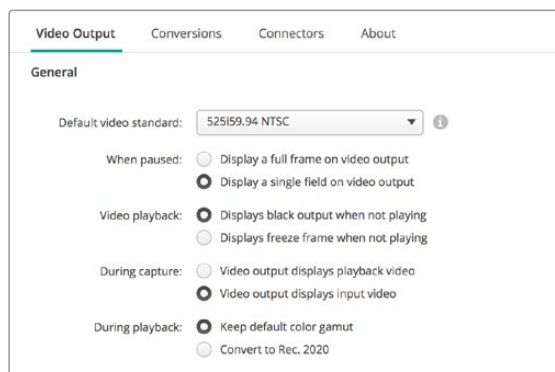 Video Output Conversions Connectors About
General
Default video standard: 525i59.94 NTSC
When paused: Display a full frame on video output
Display a single field on video output
Video playback: Displays black output when not playing
Displays freeze frame when not playing
During capture: Video output displays playback video
Video output displays input video
During playback: Keep default color gamut
Convert to Rec. 2020